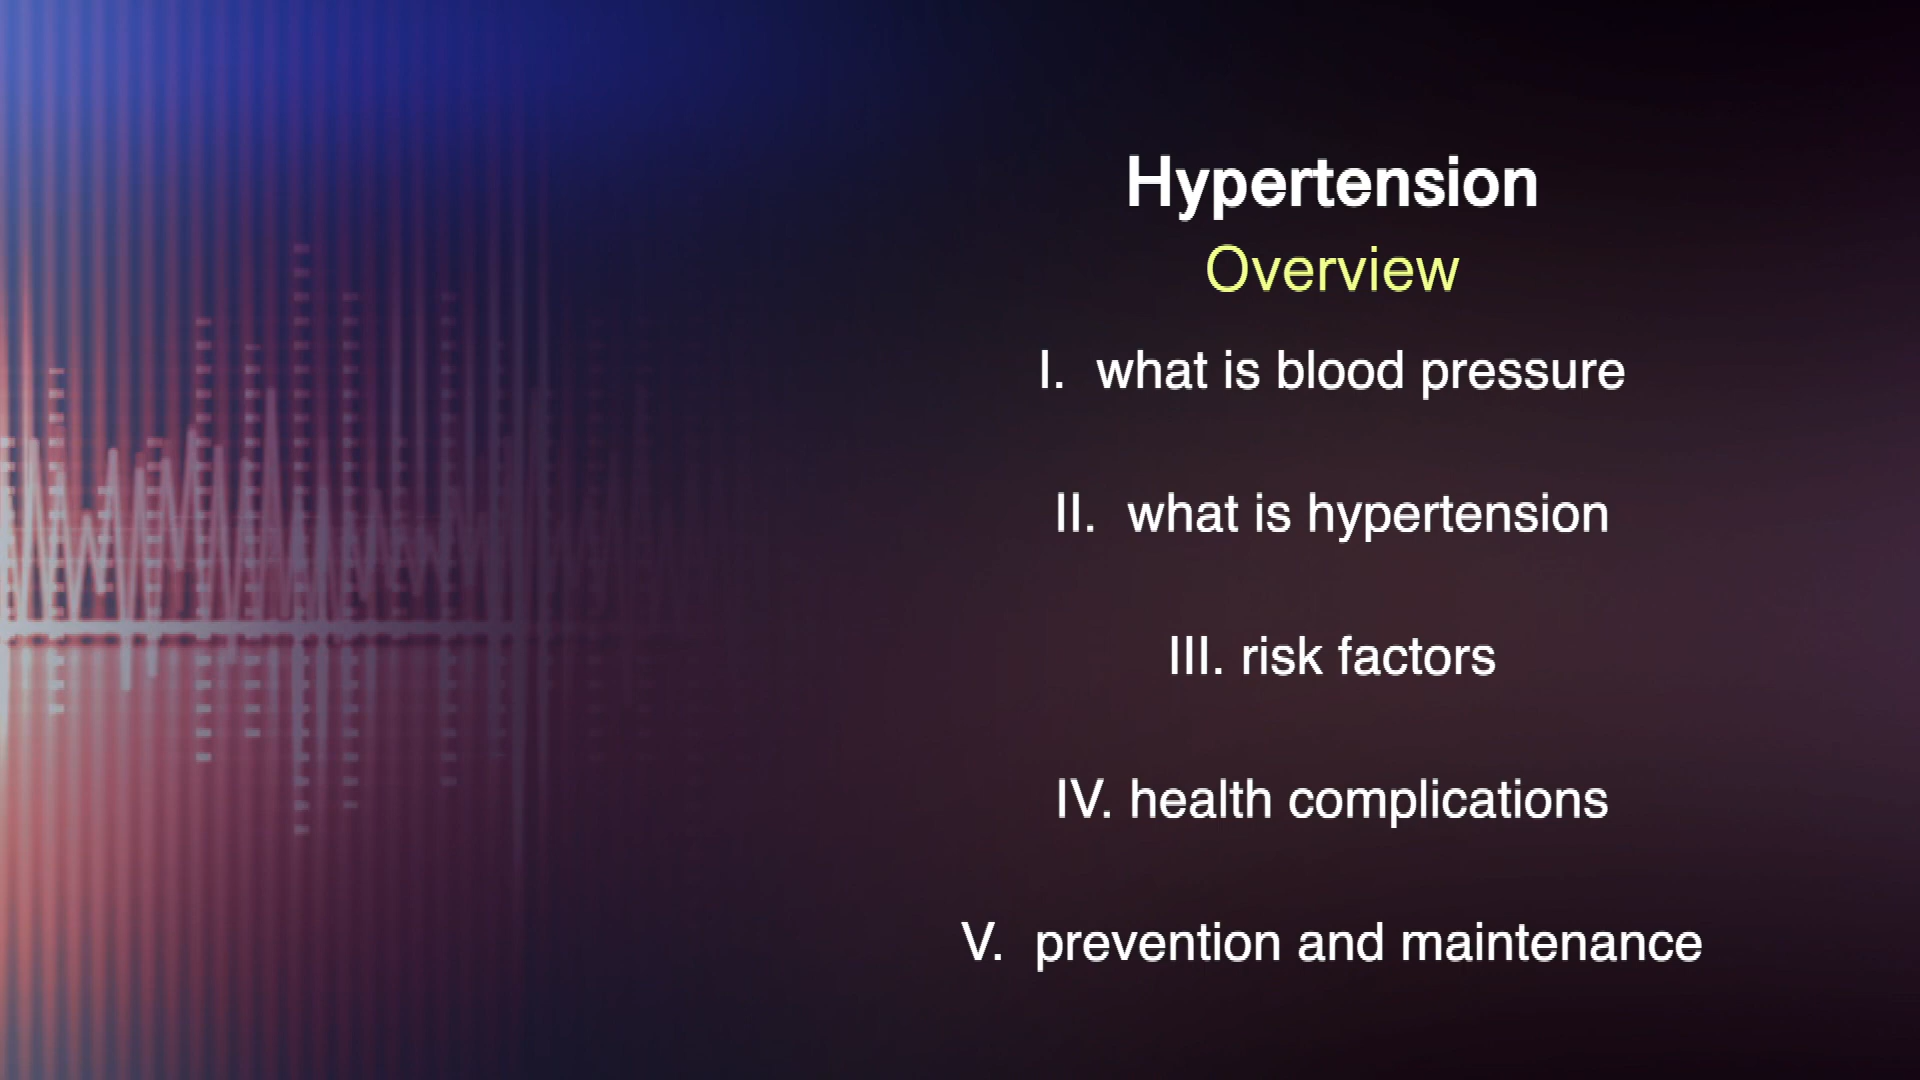 Hypertension
Overview
I. what is blood pressure
II. what is hypertension
III. risk factors
IV. health complications
V. prevention and maintenance